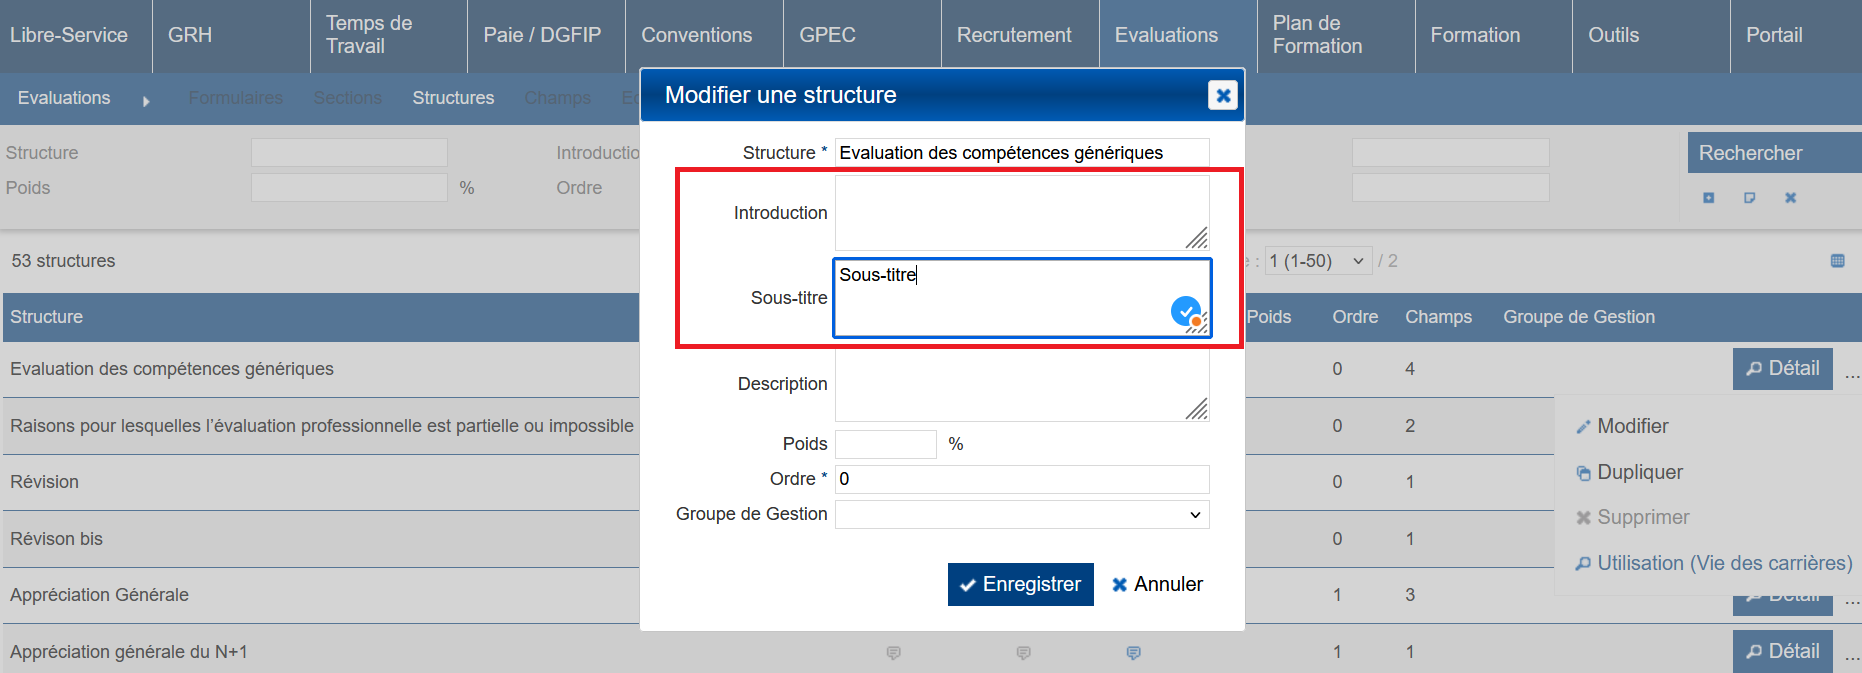 Libre-Service GRH Temps de Travail Paie / DGFIP Conventions GPEC Recrutement Evaluations Plan de Formation Formation Outils Portail
Evaluations Formulaires Sections Structures Champs
Modifier une structure
Structure Introduction Rechercher
Poids % Ordre
Structure * Evaluation des compétences génériques
Introduction
Sous-titre Sous-titre
Description
Poids %
Ordre * 0
Groupe de Gestion
Enregistrer Annuler
53 structures : 1 (1-50) / 2
Structure Poids Ordre Champs Groupe de Gestion
Evaluation des compétences génériques 0 4 Détail ...
Raisons pour lesquelles l'évaluation professionnelle est partielle ou impossible 0 2
Révision 0 1
Révison bis 0 1
Appréciation Générale 1 3 Détail ...
Appréciation générale du N+1 1 1 Détail ...
Modifier
Dupliquer
Supprimer
Utilisation (Vie des carrières)